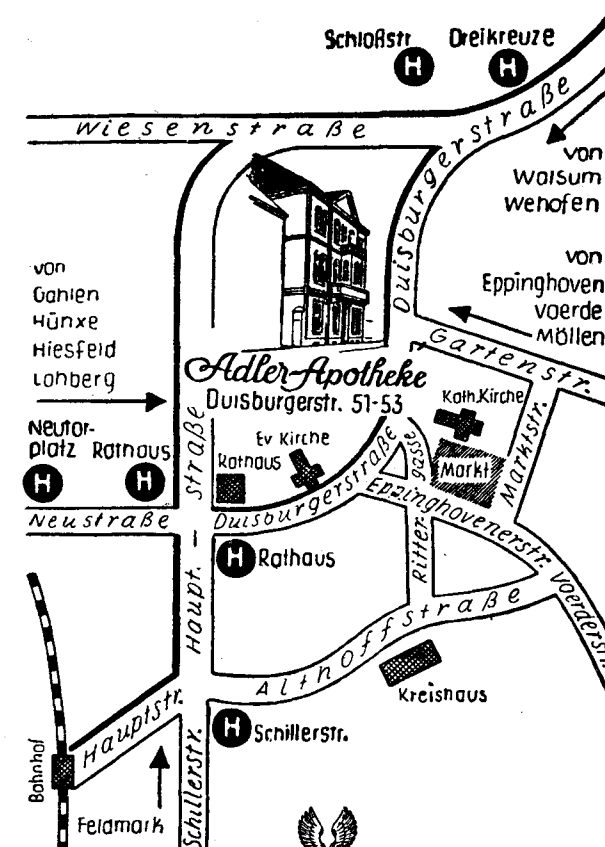 Schloßstr
Dreikreuze
H
H
Wiesenstraße
Duisburgerstraße
von
Walsum
Wehofen
von
Eppinghoven
Voerde
Möllen
von
Gahlen
Hünxe
Hiesfeld
Lohberg
Gartenstr.
Adler-Apotheke
Duisburgerstr. 51-53
Kath. Kirche
Neutor-
platz
Rathaus
H
H
Ev Kirche
Rathaus
Markt
Marktstr.
Neustraße
Duisburgerstraße
Eppinghovenerstr.
Rittergasse
Haupt-straße
H
Rathaus
Voerderstr.
Althoffstraße
Kreishaus
Hauptstr.
H
Schillerstr.
Schillerstr.
Bahnhof
Feldmark